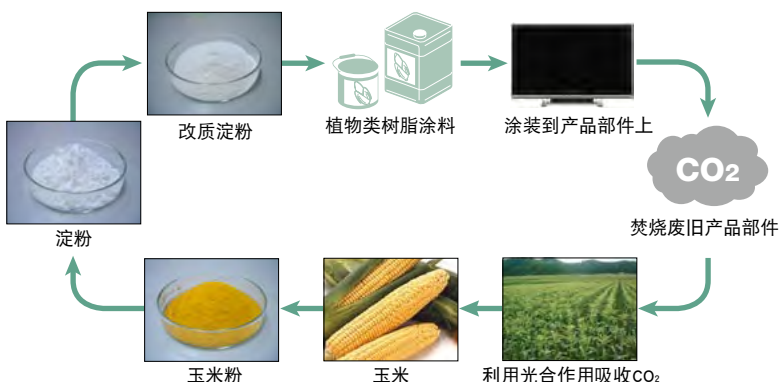 改质淀粉
植物类树脂涂料
涂装到产品部件上
CO₂
焚烧废旧产品部件
淀粉
玉米粉
玉米
利用光合作用吸收CO₂